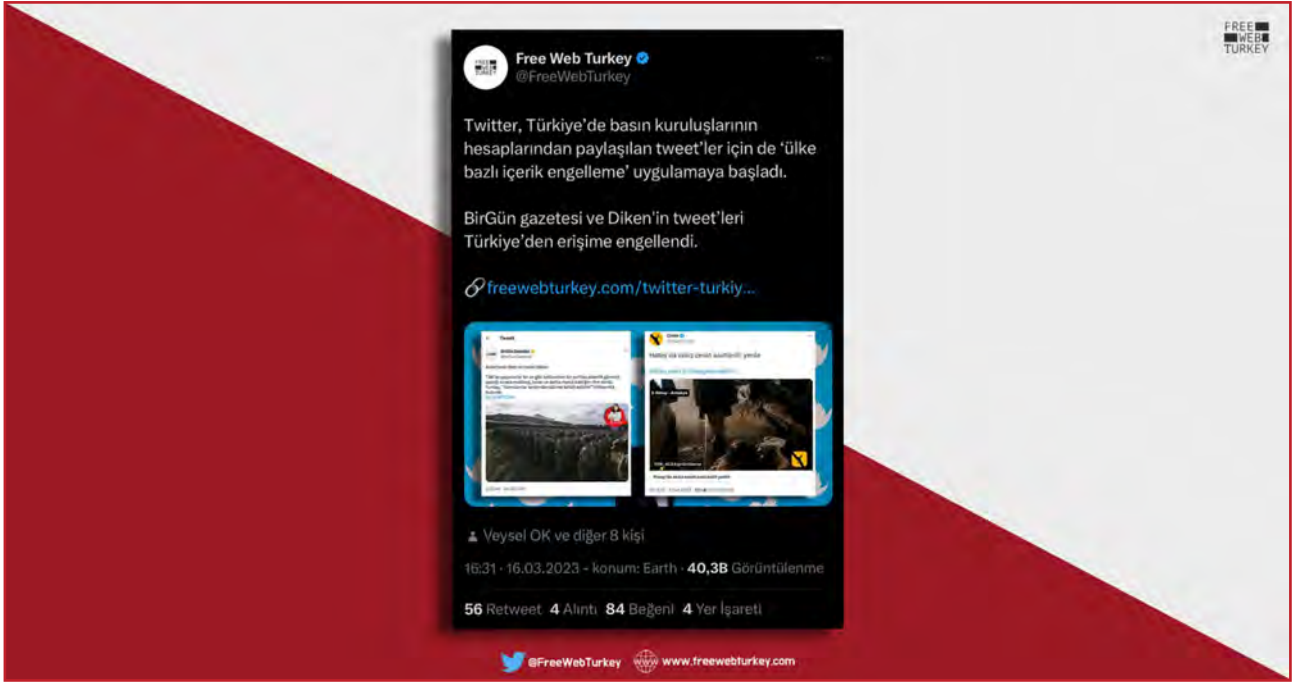 FREE
WEB
TURKEY
Free Web Turkey
@FreeWebTurkey
Twitter, Türkiye'de basın kuruluşlarının
hesaplarından paylaşılan tweet'ler için de 'ülke
bazlı içerik engelleme' uygulamaya başladı.
BirGün gazetesi ve Diken'in tweet'leri
Türkiye'den erişime engellendi.
freewebturkey.com/twitter-turkiy...
Tweet
Veysel OK ve diğer 8 kişi
16:31 · 16.03.2023 - konum: Earth · 40,3B Görüntülenme
56 Retweet 4 Alıntı 84 Beğeni 4 Yer İşareti
@FreeWebTurkey www.freewebturkey.com